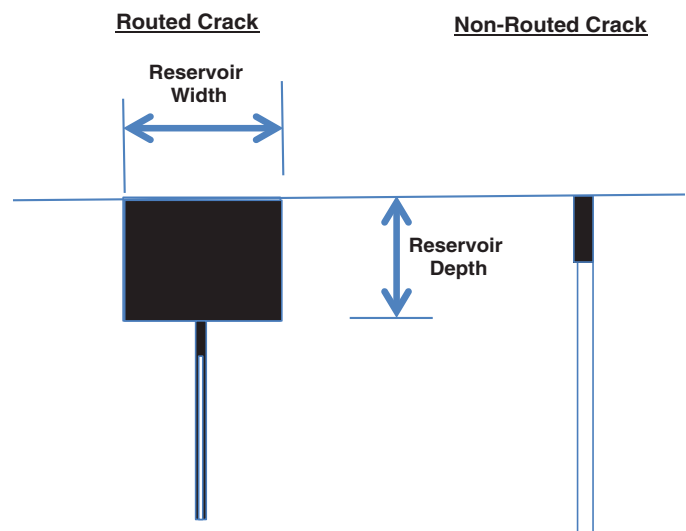 Routed Crack
Non-Routed Crack
Reservoir
Width
Reservoir
Depth